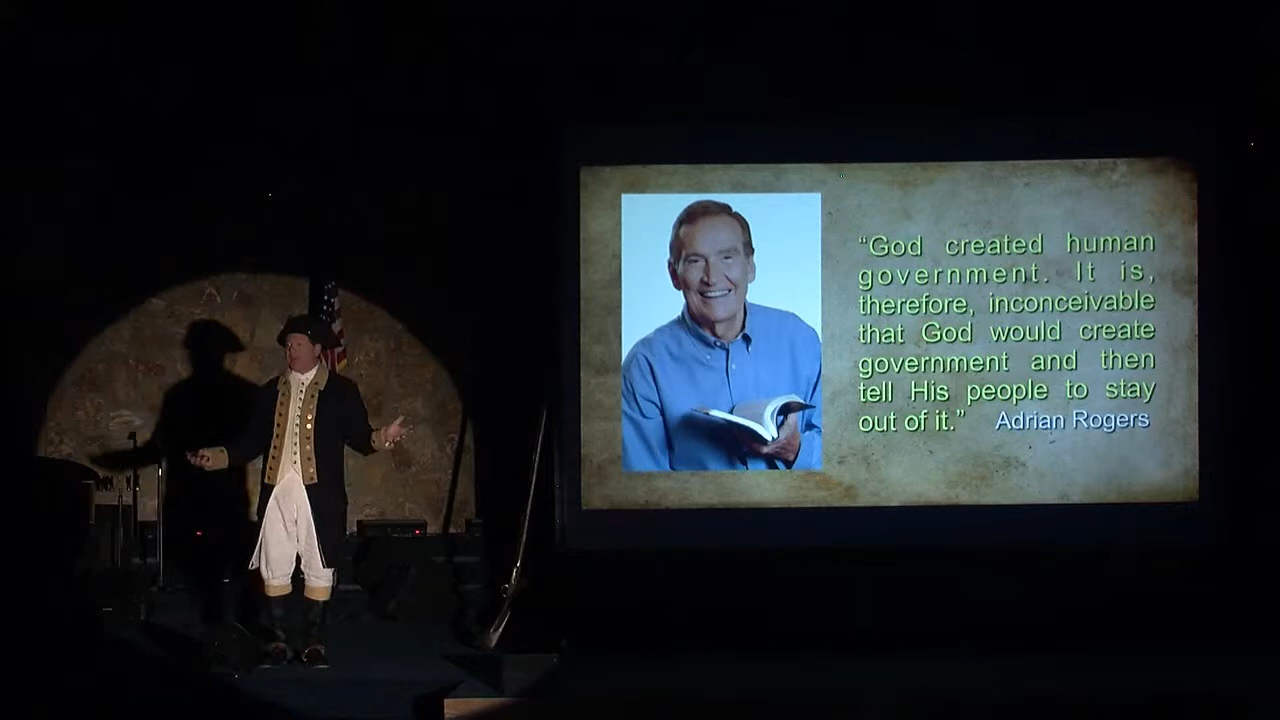 “God created human
government. It is,
therefore, inconceivable
that God would create
government and then
tell His people to stay
out of it.” Adrian Rogers